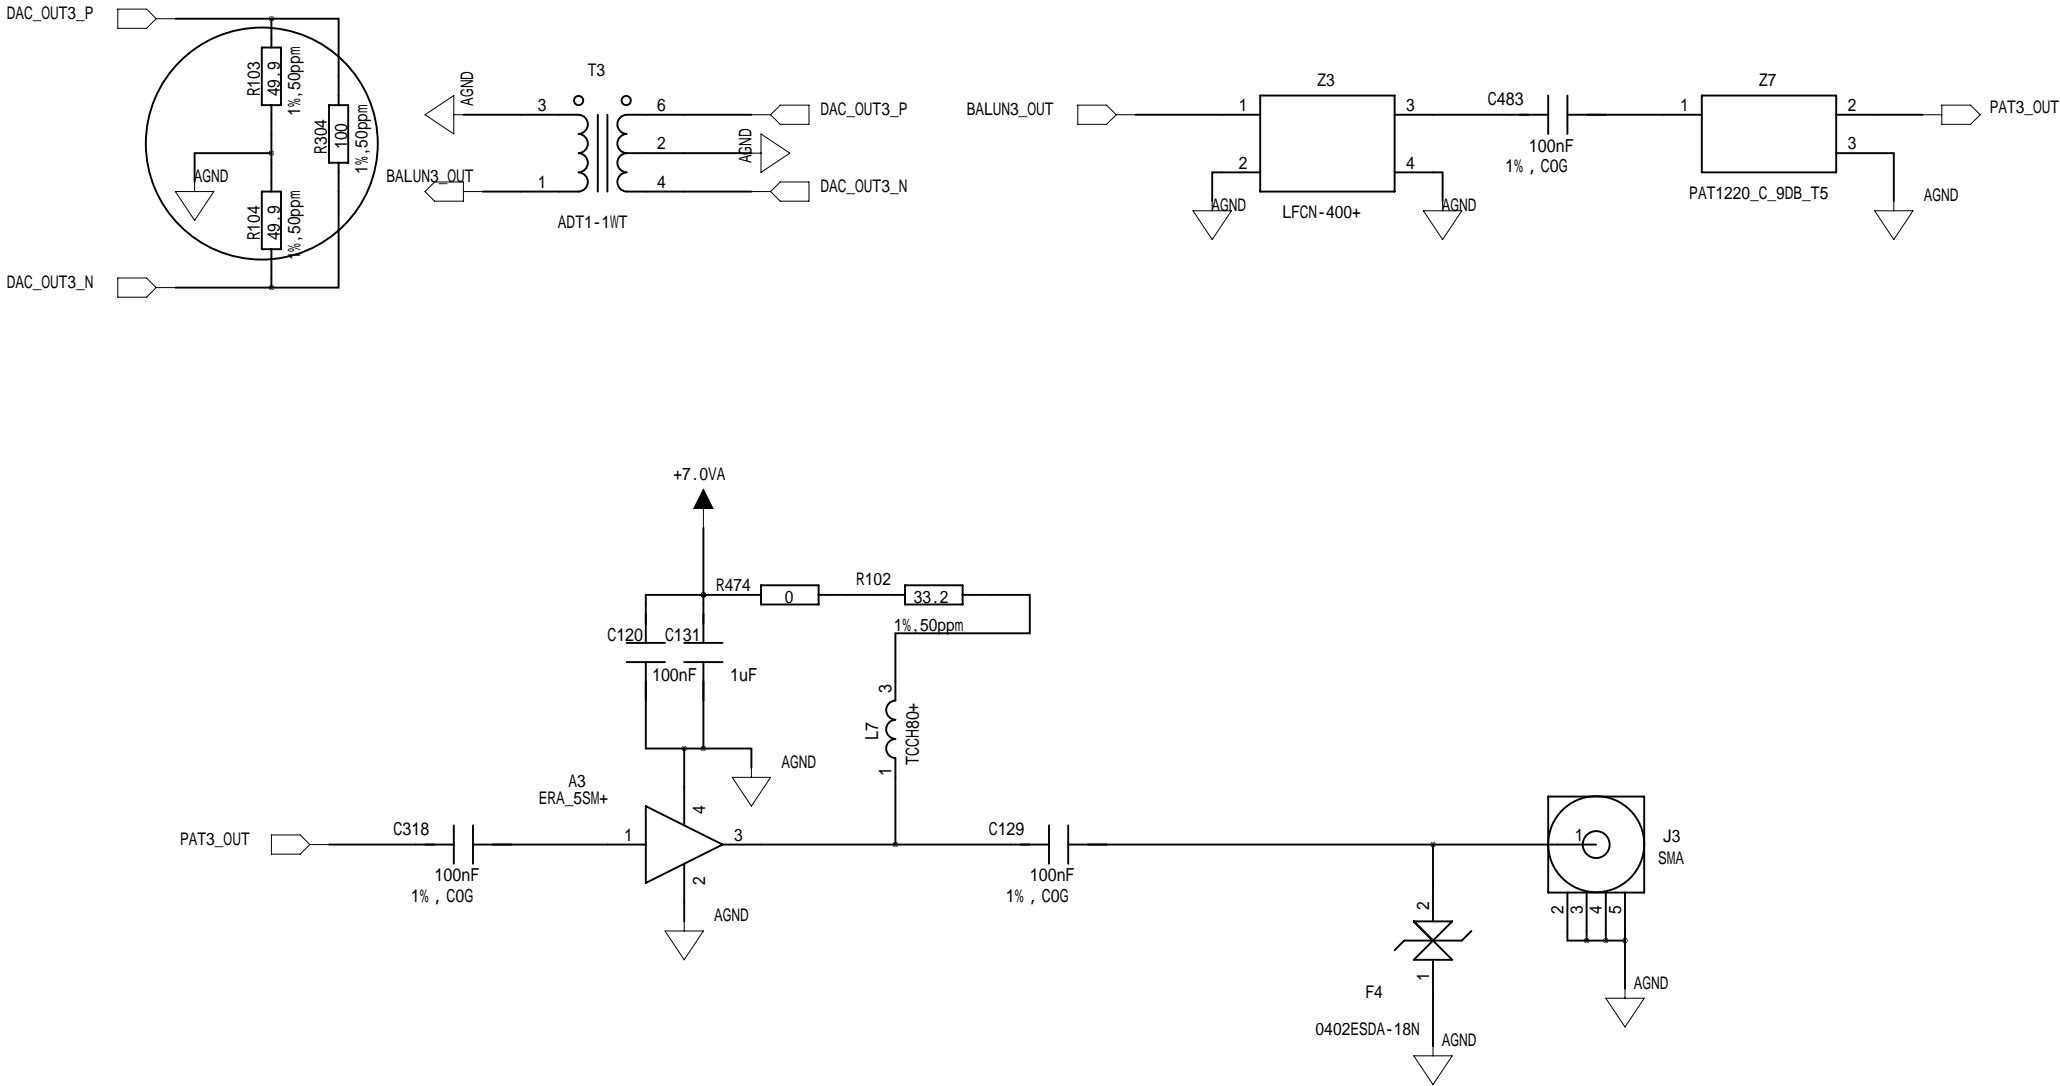 DAC_OUT3_P
R103
49.9
1%,50ppm
R304
100
1%,50ppm
AGND
R104
49.9
1%,50ppm
DAC_OUT3_N
T3
AGND
3
6
DAC_OUT3_P
2
AGND
BALUN3_OUT
1
4
DAC_OUT3_N
ADT1-1WT
BALUN3_OUT
1
Z3
3
2
4
AGND
LFCN-400+
AGND
C483
100nF
1%, COG
1
Z7
2
PAT3_OUT
3
PAT1220_C_9DB_T5
AGND
+7.0VA
R474
0
R102
33.2
1%,50ppm
C120
C131
100nF
1uF
3
L7
TCCH80+
1
AGND
A3
ERA_5SM+
4
PAT3_OUT
C318
100nF
1%, COG
1
3
2
AGND
C129
100nF
1%, COG
1
J3
SMA
2
3
4
5
AGND
2
1
F4
0402ESDA-18N
AGND